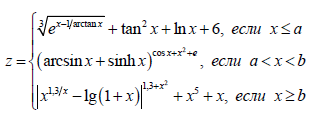 z = { ∛(e^(x−1/arctan x)) + tan² x + ln x + 6, если x ≤ a
(arcsin x + sinh x)^(cos x + x² + e), если a < x < b
|x^(1,3/x) − lg(1 + x)|^(1,3+x²) + x⁵ + x, если x ≥ b